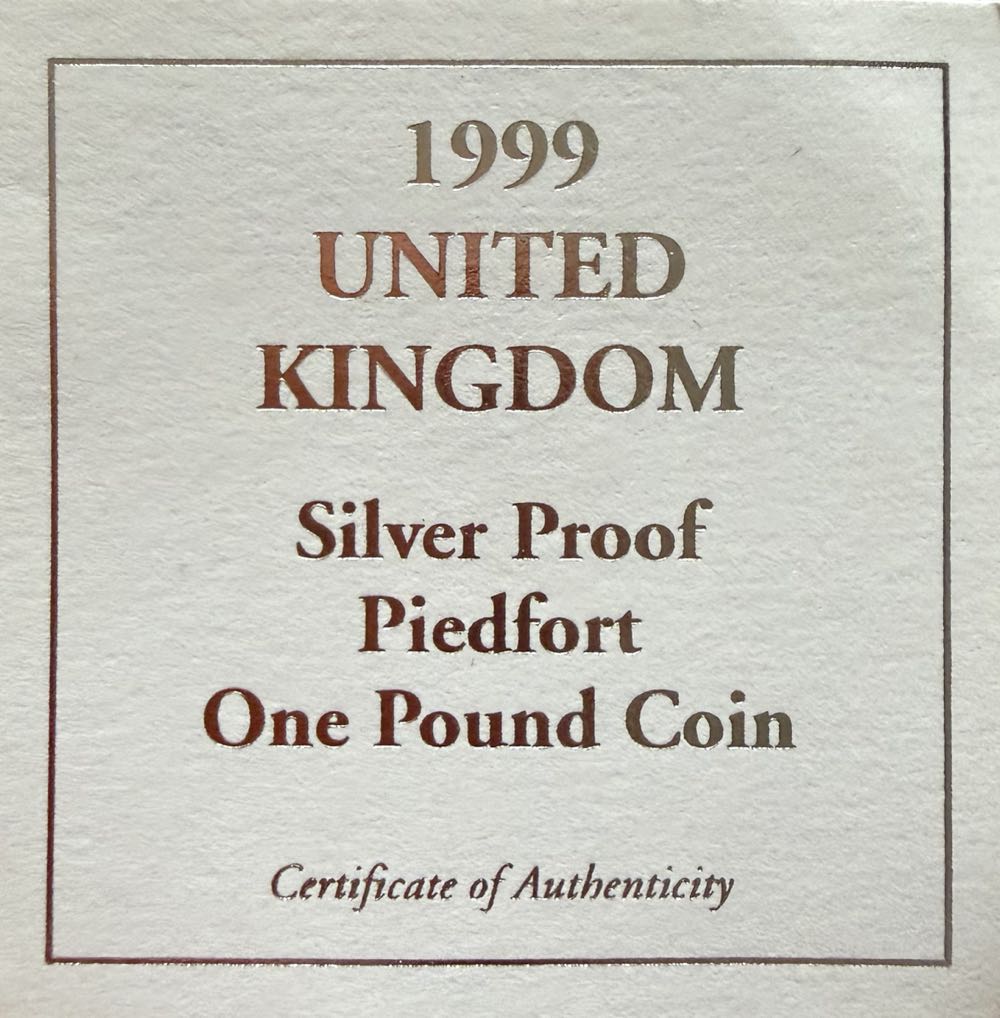 1999
UNITED
KINGDOM
Silver Proof
Piedfort
One Pound Coin
Certificate of Authenticity